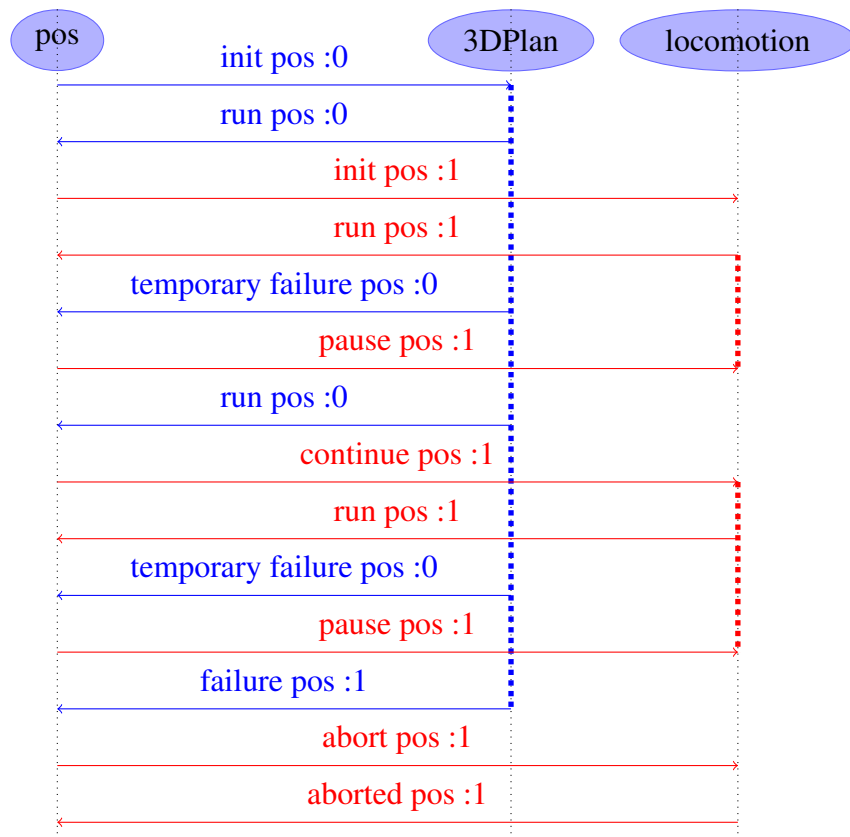 pos 3DPlan locomotion
init pos :0
run pos :0
init pos :1
run pos :1
temporary failure pos :0
pause pos :1
run pos :0
continue pos :1
run pos :1
temporary failure pos :0
pause pos :1
failure pos :1
abort pos :1
aborted pos :1